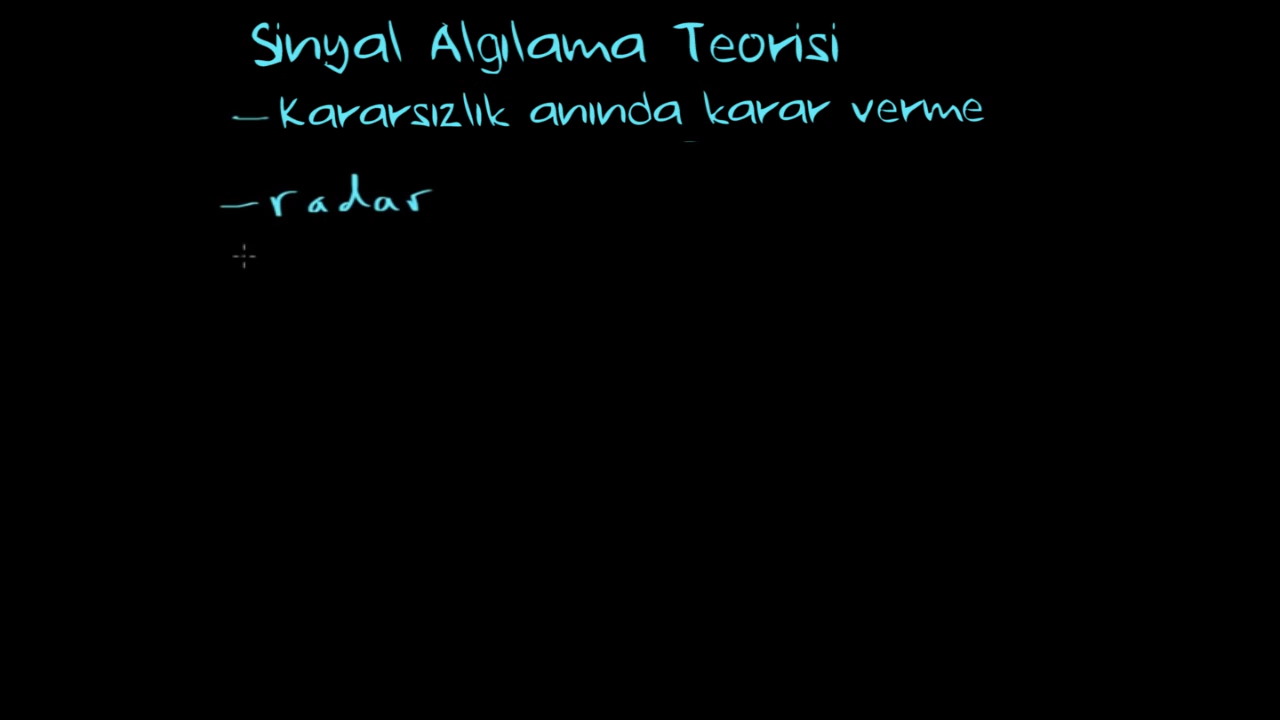 Sinyal Algılama Teorisi
– Kararsızlık anında karar verme
– radar